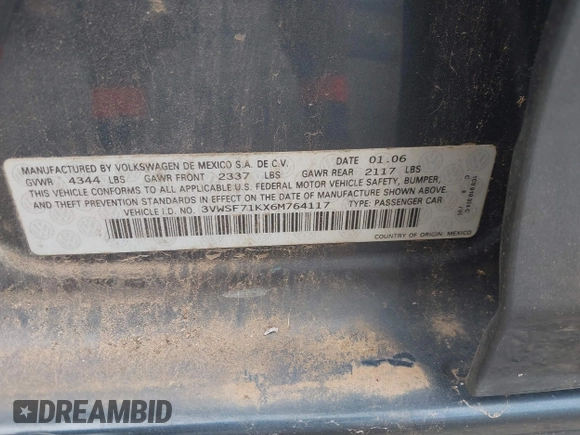 MANUFACTURED BY VOLKSWAGEN DE MEXICO S.A. DE C.V. DATE 01.06
GVWR 4344 LBS GAWR FRONT 2337 LBS GAWR REAR 2117 LBS
THIS VEHICLE CONFORMS TO ALL APPLICABLE U.S. FEDERAL MOTOR VEHICLE SAFETY, BUMPER,
AND THEFT PREVENTION STANDARDS IN EFFECT ON THE DATE OF MANUFACTURE SHOWN ABOVE.
VEHICLE I.D. NO. 3VWSF71KX6M764117 TYPE: PASSENGER CAR
COUNTRY OF ORIGIN: MEXICO
DREAMBID